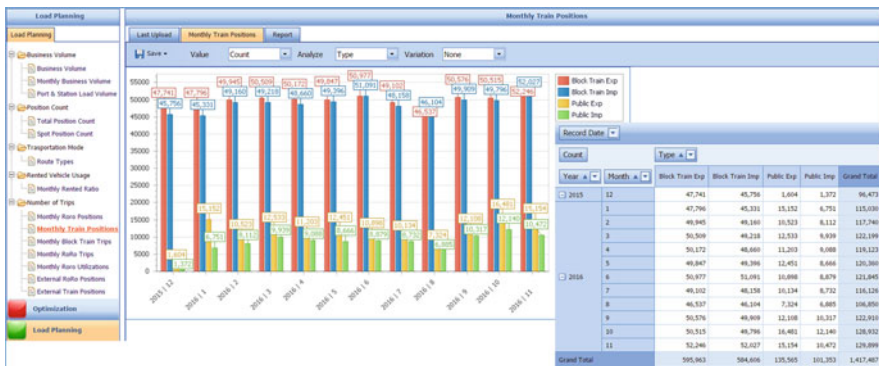 Load Planning
Monthly Train Positions
Load Planning
Last Upload
Monthly Train Positions
Report
Business Volume
Business Volume
Monthly Business Volume
Port & Station Load Volume
Position Count
Total Position Count
Spot Position Count
Trasportation Mode
Route Types
Rented Vehicle Usage
Monthly Rented Ratio
Number of Trips
Monthly Roro Positions
Monthly Train Positions
Monthly Block Train Trips
Monthly RoRo Trips
Monthly Roro Utilizations
External RoRo Positions
External Train Positions
Optimization
Load Planning
Save
Value
Count
Analyze
Type
Variation
None
55000
50000
45000
40000
35000
30000
25000
20000
15000
10000
5000
0
47,741 45,756 1,604 1,372
47,796 45,331 15,152 6,751
49,945 49,160 10,523 8,112
50,509 49,218 12,533 9,939
50,172 48,660 11,203 9,088
49,847 49,396 12,451 8,666
50,977 51,091 10,898 8,879
49,102 48,158 10,134 8,732
46,537 46,104 7,324 6,885
50,576 49,909 12,108 10,317
50,515 49,796 16,481 12,140
52,246 52,027 15,154 10,472
2015 | 12
2016 | 1
2016 | 2
2016 | 3
2016 | 4
2016 | 5
2016 | 6
2016 | 7
2016 | 8
2016 | 9
2016 | 10
2016 | 11
Block Train Exp
Block Train Imp
Public Exp
Public Imp
Record Date
Count
Type
Year Month Block Train Exp Block Train Imp Public Exp Public Imp Grand Total
2015 12 47,741 45,756 1,604 1,372 96,473
1 47,796 45,331 15,152 6,751 115,030
2 49,945 49,160 10,523 8,112 117,740
3 50,509 49,218 12,533 9,939 122,199
4 50,172 48,660 11,203 9,088 119,123
5 49,847 49,396 12,451 8,666 120,360
2016 6 50,977 51,091 10,898 8,879 121,845
7 49,102 48,158 10,134 8,732 116,126
8 46,537 46,104 7,324 6,885 106,850
9 50,576 49,909 12,108 10,317 122,910
10 50,515 49,796 16,481 12,140 128,932
11 52,246 52,027 15,154 10,472 129,899
Grand Total 595,963 584,606 135,565 101,353 1,417,487